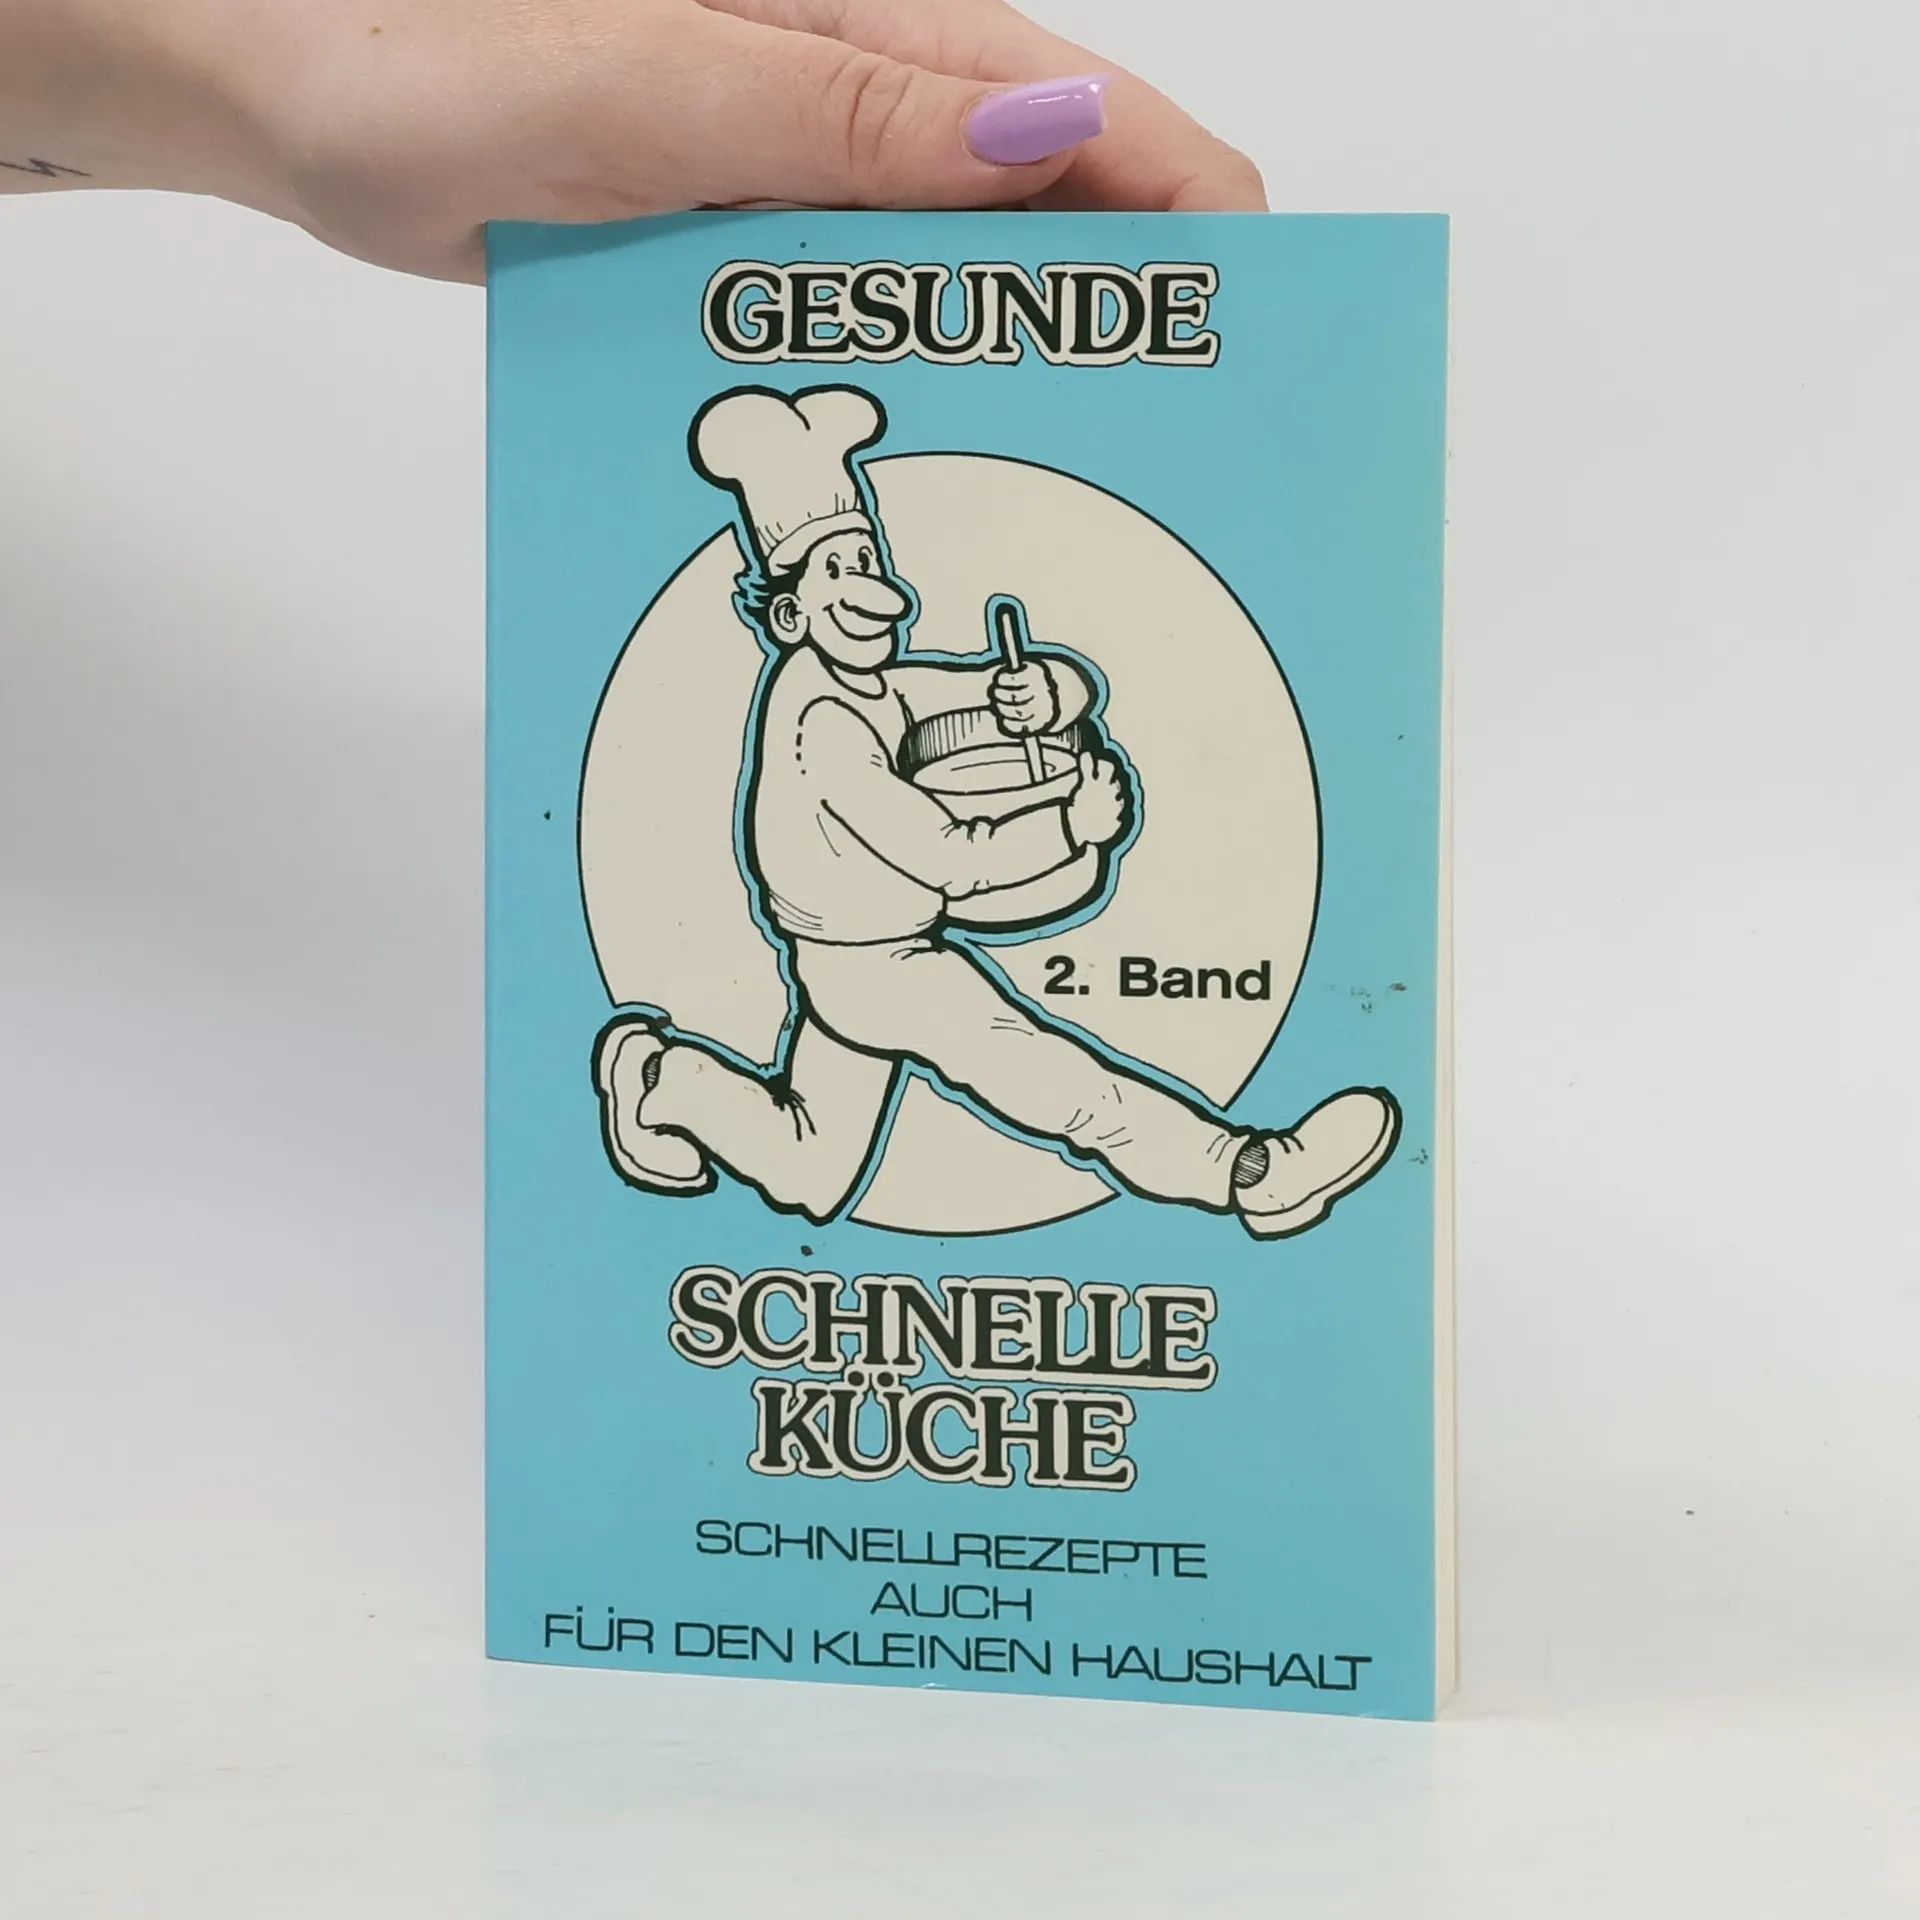 GESUNDE
2. Band
SCHNELLE
KÜCHE
SCHNELLREZEPTE
AUCH
FÜR DEN KLEINEN HAUSHALT